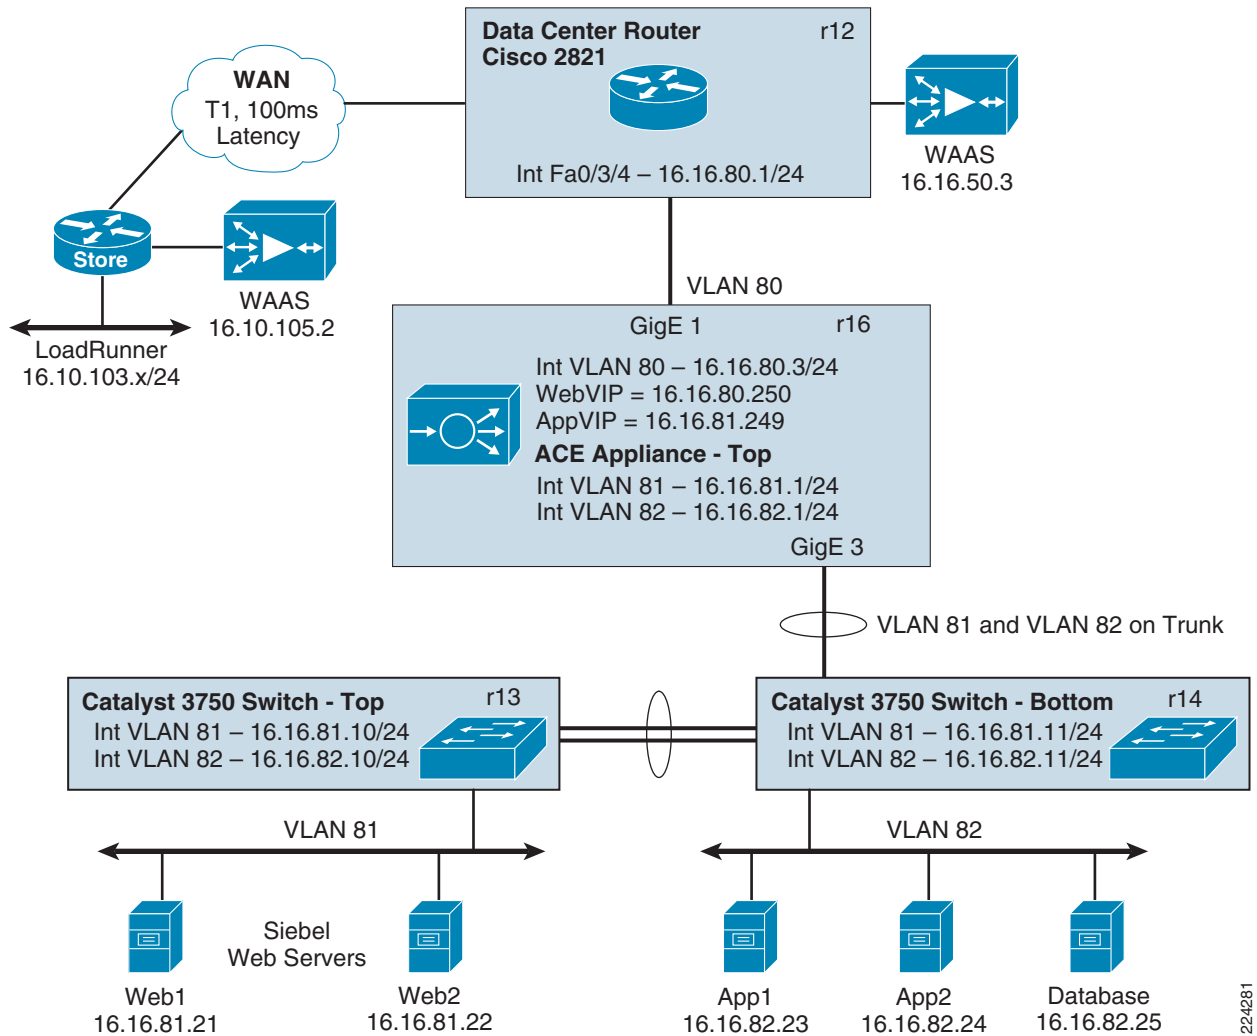 Data Center Router
Cisco 2821
r12
WAN
T1, 100ms
Latency
Int Fa0/3/4 – 16.16.80.1/24
WAAS
16.16.50.3
Store
WAAS
16.10.105.2
LoadRunner
16.10.103.x/24
VLAN 80
GigE 1
r16
Int VLAN 80 – 16.16.80.3/24
WebVIP = 16.16.80.250
AppVIP = 16.16.81.249
ACE Appliance - Top
Int VLAN 81 – 16.16.81.1/24
Int VLAN 82 – 16.16.82.1/24
GigE 3
VLAN 81 and VLAN 82 on Trunk
Catalyst 3750 Switch - Top
r13
Int VLAN 81 – 16.16.81.10/24
Int VLAN 82 – 16.16.82.10/24
Catalyst 3750 Switch - Bottom
r14
Int VLAN 81 – 16.16.81.11/24
Int VLAN 82 – 16.16.82.11/24
VLAN 81
VLAN 82
Siebel
Web Servers
Web1
16.16.81.21
Web2
16.16.81.22
App1
16.16.82.23
App2
16.16.82.24
Database
16.16.82.25
224281